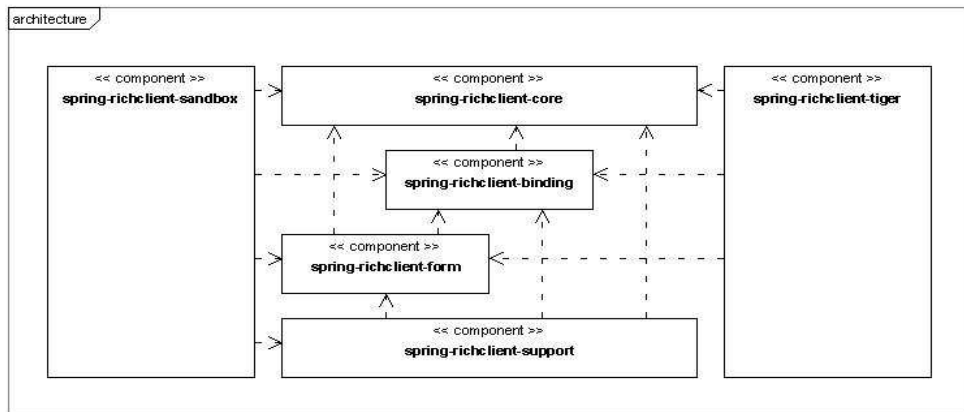 architecture
<< component >>
spring-richclient-sandbox
<< component >>
spring-richclient-core
<< component >>
spring-richclient-tiger
<< component >>
spring-richclient-binding
<< component >>
spring-richclient-form
<< component >>
spring-richclient-support